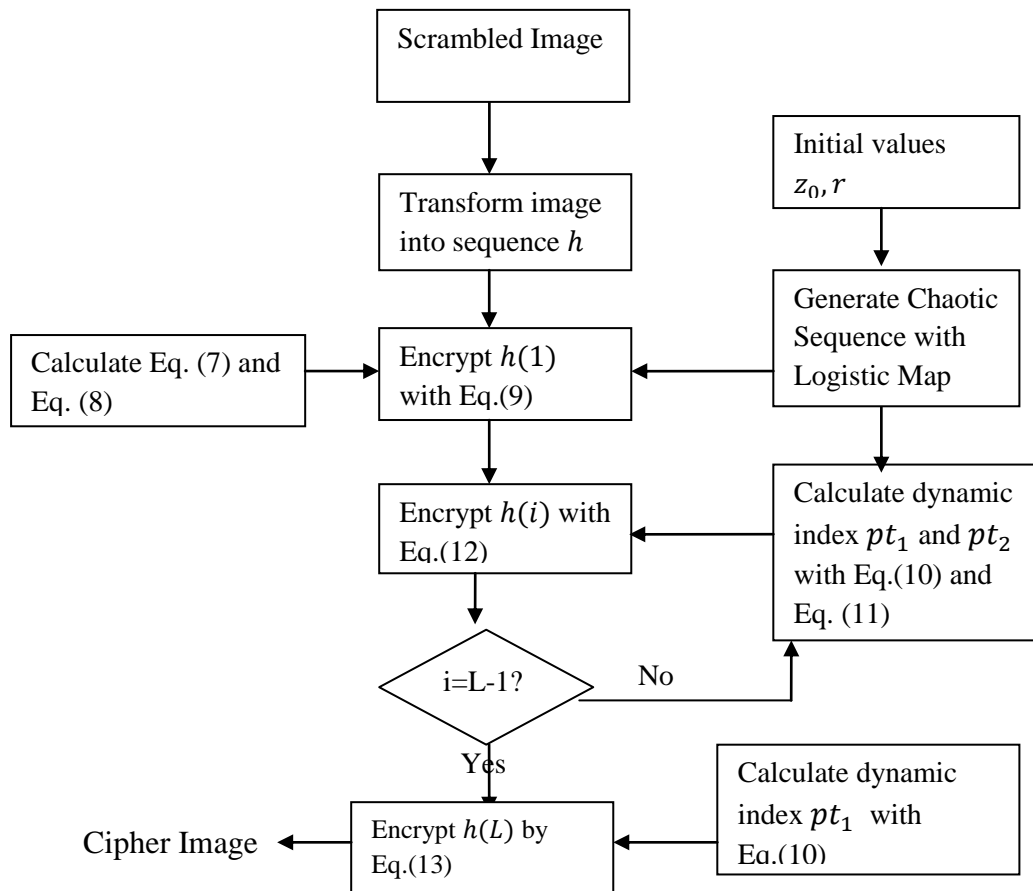 Scrambled Image
Initial values
z₀, r
Transform image
into sequence h
Generate Chaotic
Sequence with
Logistic Map
Calculate Eq. (7) and
Eq. (8)
Encrypt h(1)
with Eq.(9)
Encrypt h(i) with
Eq.(12)
Calculate dynamic
index pt₁ and pt₂
with Eq.(10) and
Eq. (11)
i=L-1?
No
Yes
Calculate dynamic
index pt₁ with
Eq.(10)
Encrypt h(L) by
Eq.(13)
Cipher Image